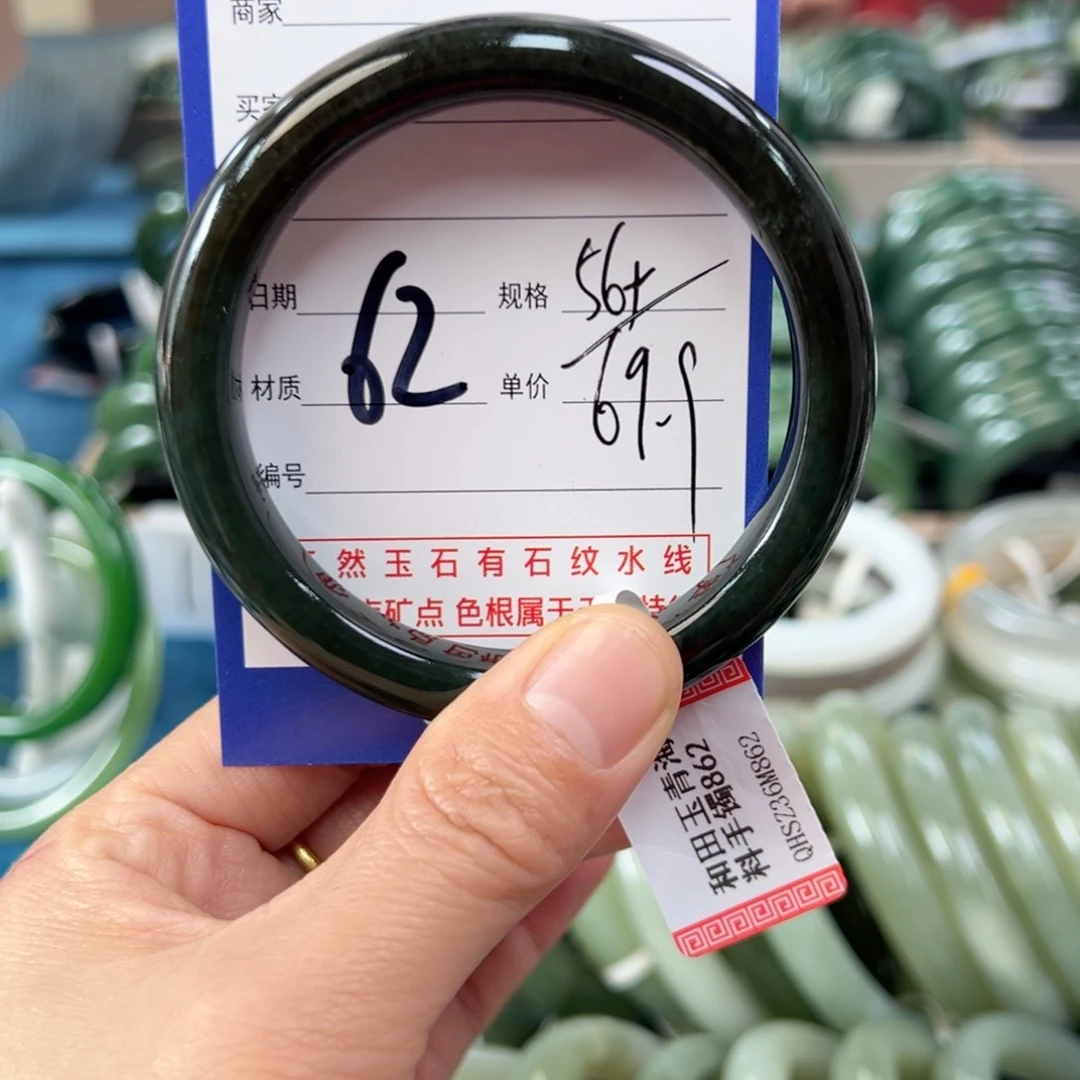 商家
买家
日期 62 规格 56+
材质 单价 69.9
编号
然玉石有石纹水线
矿点 色根属于
和田玉青海
料手镯862
QHSZ36M862